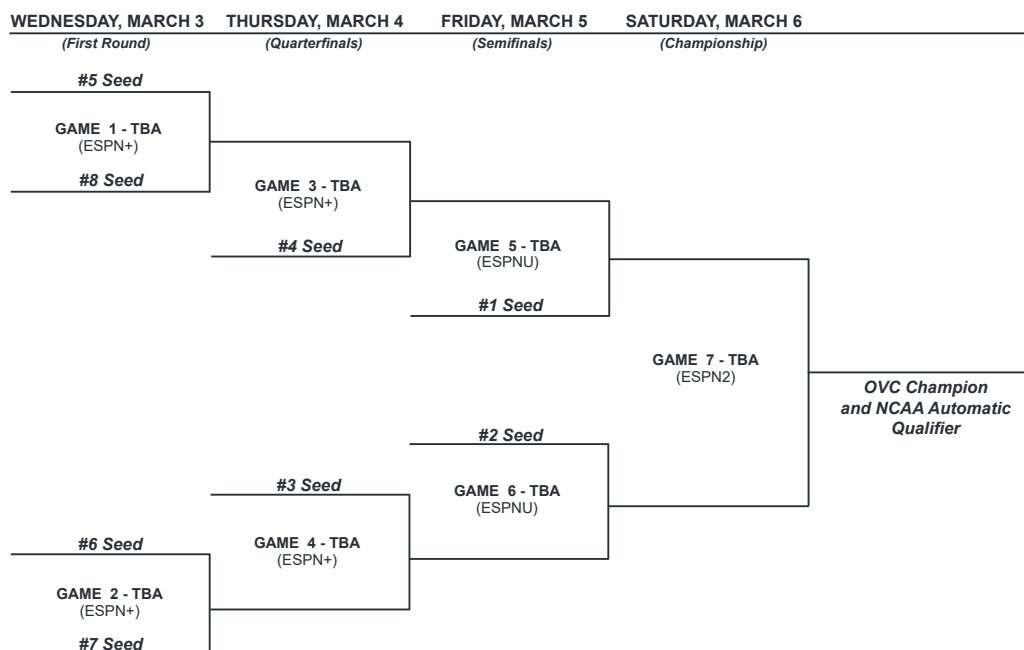 WEDNESDAY, MARCH 3
THURSDAY, MARCH 4
FRIDAY, MARCH 5
SATURDAY, MARCH 6
(First Round)
(Quarterfinals)
(Semifinals)
(Championship)
#5 Seed
GAME 1 - TBA
(ESPN+)
#8 Seed
GAME 3 - TBA
(ESPN+)
#4 Seed
GAME 5 - TBA
(ESPNU)
#1 Seed
GAME 7 - TBA
(ESPN2)
OVC Champion
and NCAA Automatic
Qualifier
#2 Seed
GAME 6 - TBA
(ESPNU)
#3 Seed
GAME 4 - TBA
(ESPN+)
#6 Seed
GAME 2 - TBA
(ESPN+)
#7 Seed